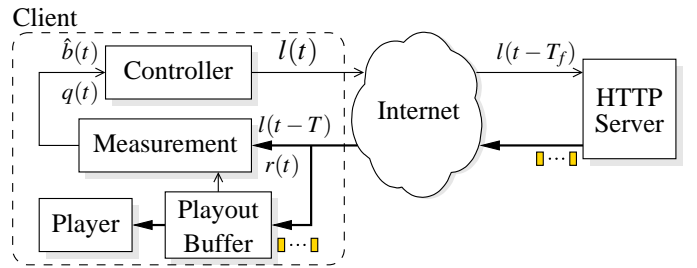 Client
b̂(t)
q(t)
Controller
l(t)
Internet
l(t−T_f)
HTTP
Server
Measurement
l(t−T)
r(t)
Player
Playout
Buffer